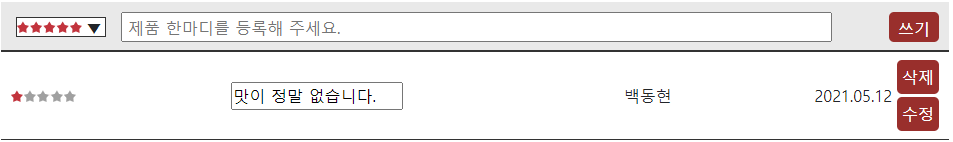 제품 한마디를 등록해 주세요. 쓰기
맛이 정말 없습니다. 백동현 2021.05.12 삭제
수정